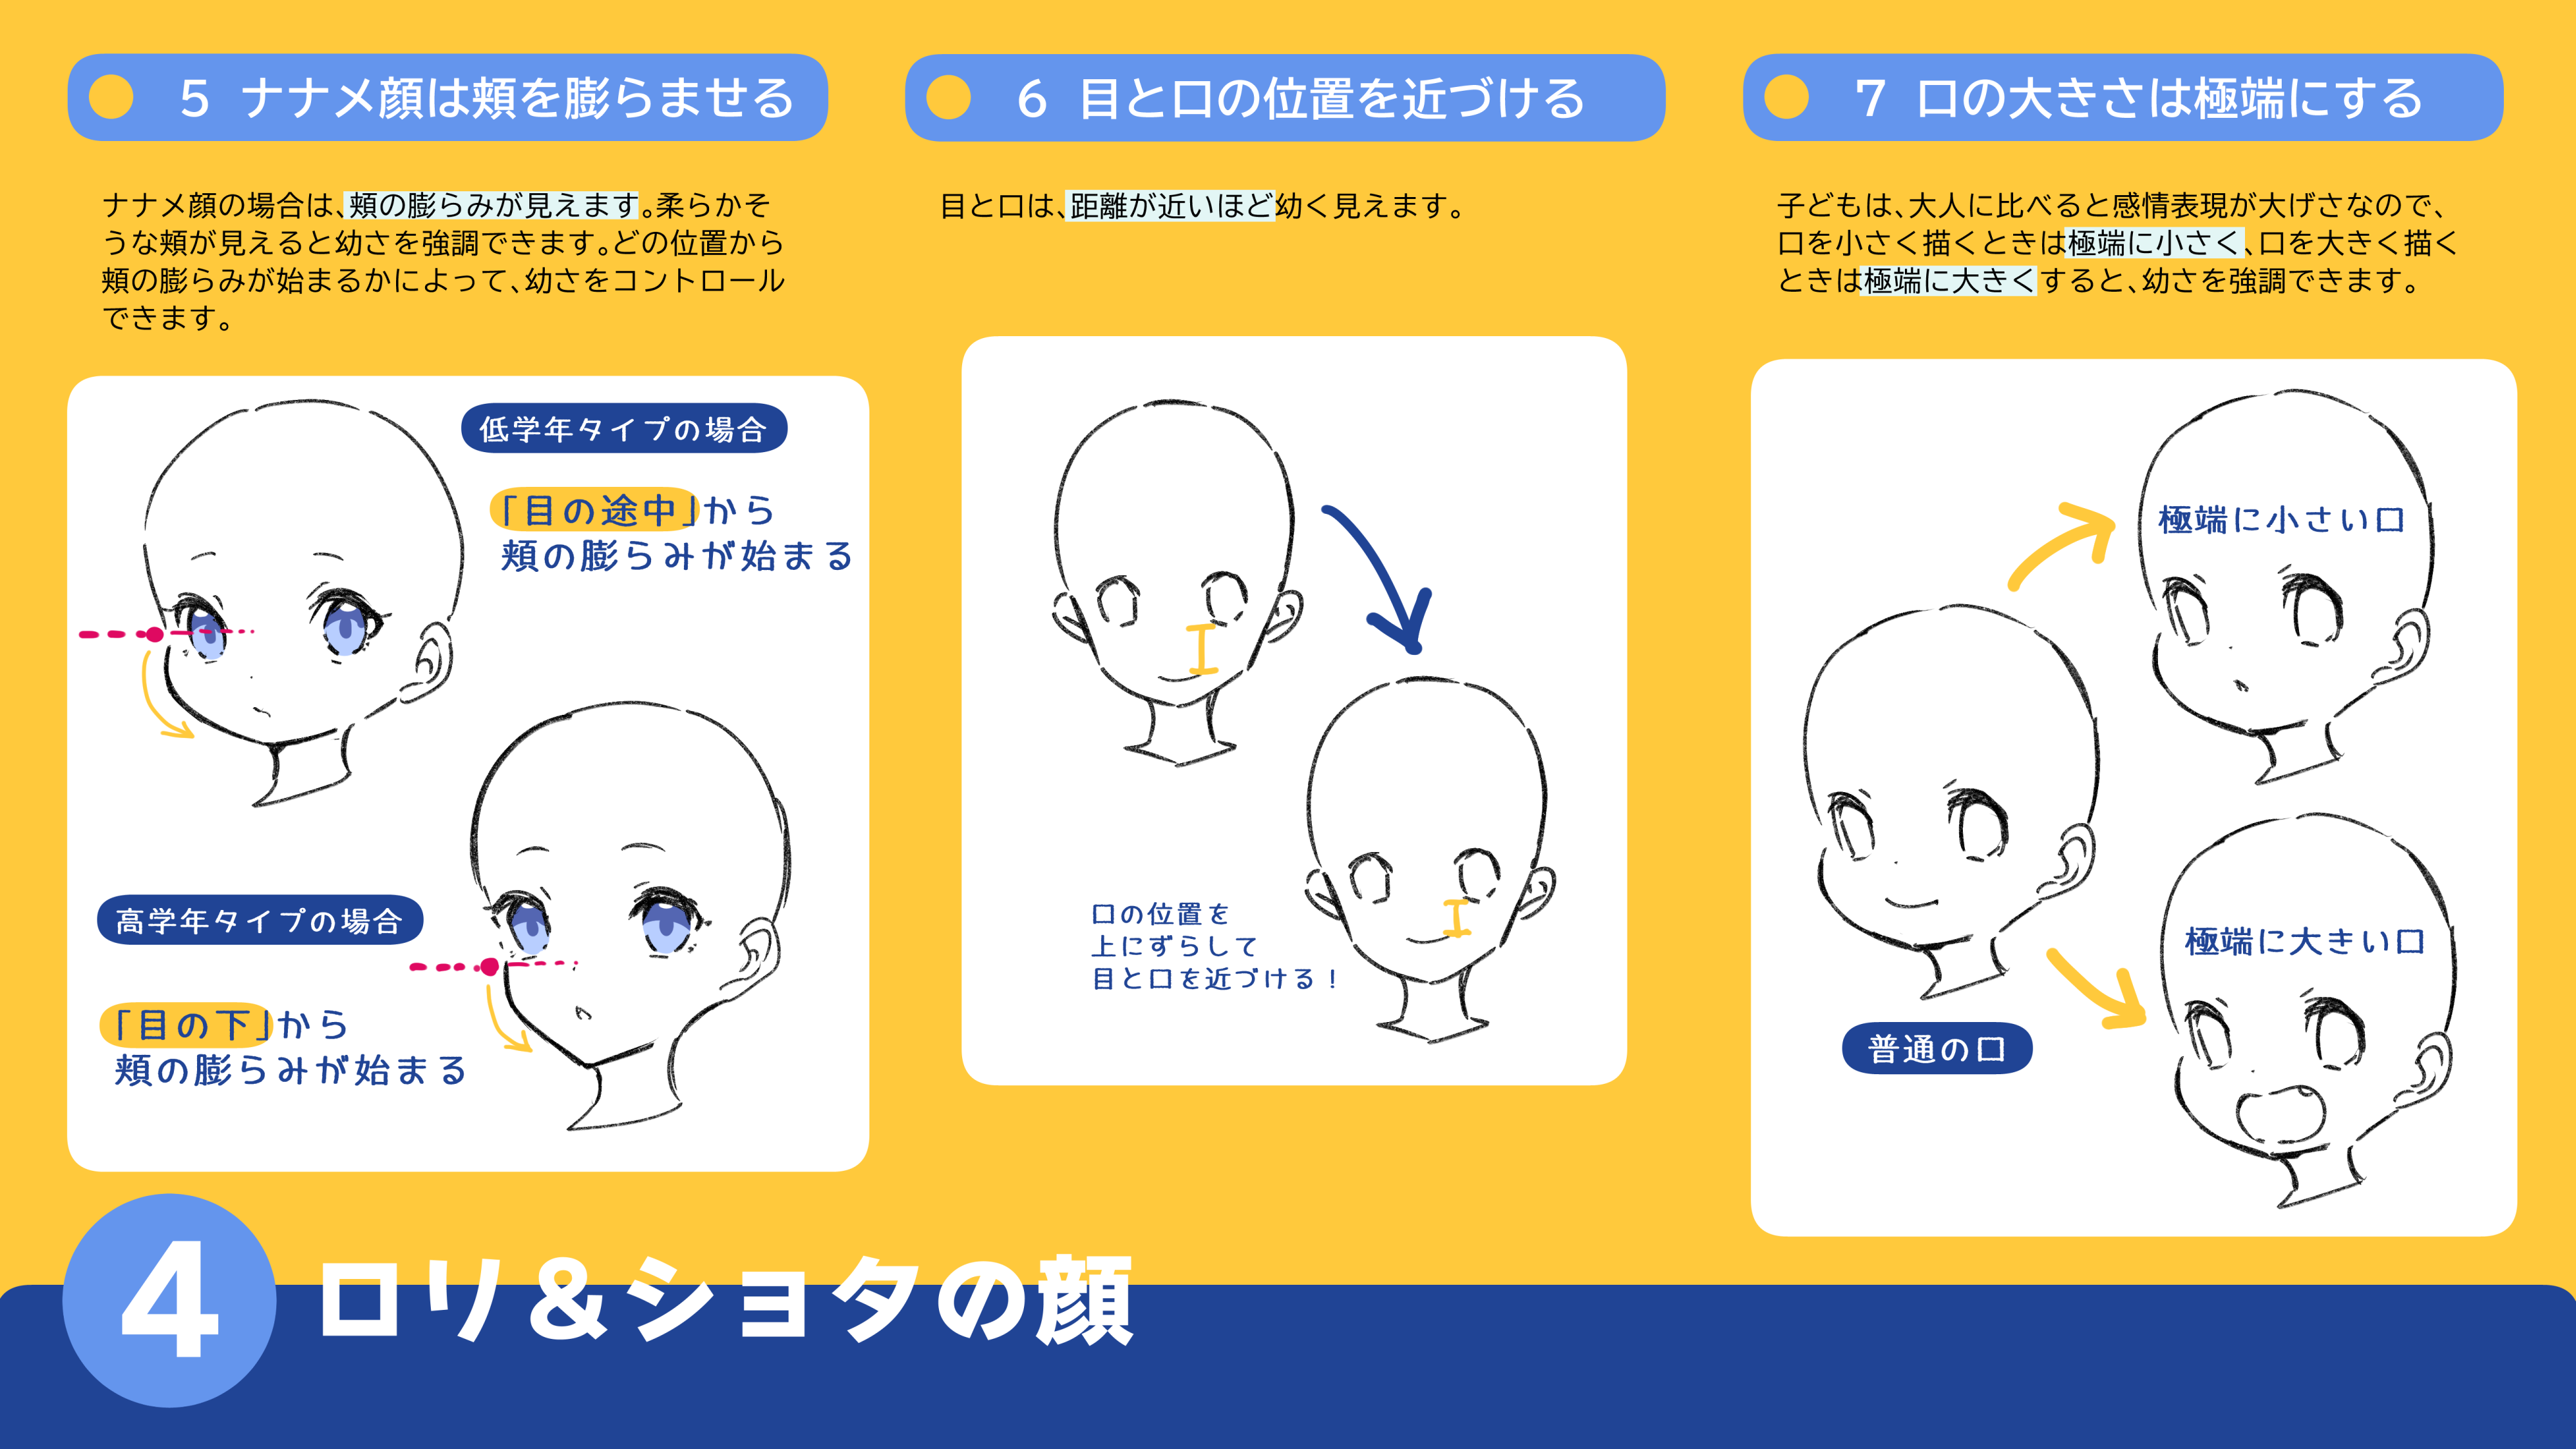 5 ナナメ顔は頬を膨らませる
ナナメ顔の場合は、頬の膨らみが見えます。柔らかそ
うな頬が見えると幼さを強調できます。どの位置から
頬の膨らみが始まるかによって、幼さをコントロール
できます。
低学年タイプの場合
「目の途中」から
頬の膨らみが始まる
高学年タイプの場合
「目の下」から
頬の膨らみが始まる
6 目と口の位置を近づける
目と口は、距離が近いほど幼く見えます。
口の位置を
上にずらして
目と口を近づける！
7 口の大きさは極端にする
子どもは、大人に比べると感情表現が大げさなので、
口を小さく描くときは極端に小さく、口を大きく描く
ときは極端に大きくすると、幼さを強調できます。
極端に小さい口
普通の口
極端に大きい口
4 ロリ&ショタの顔